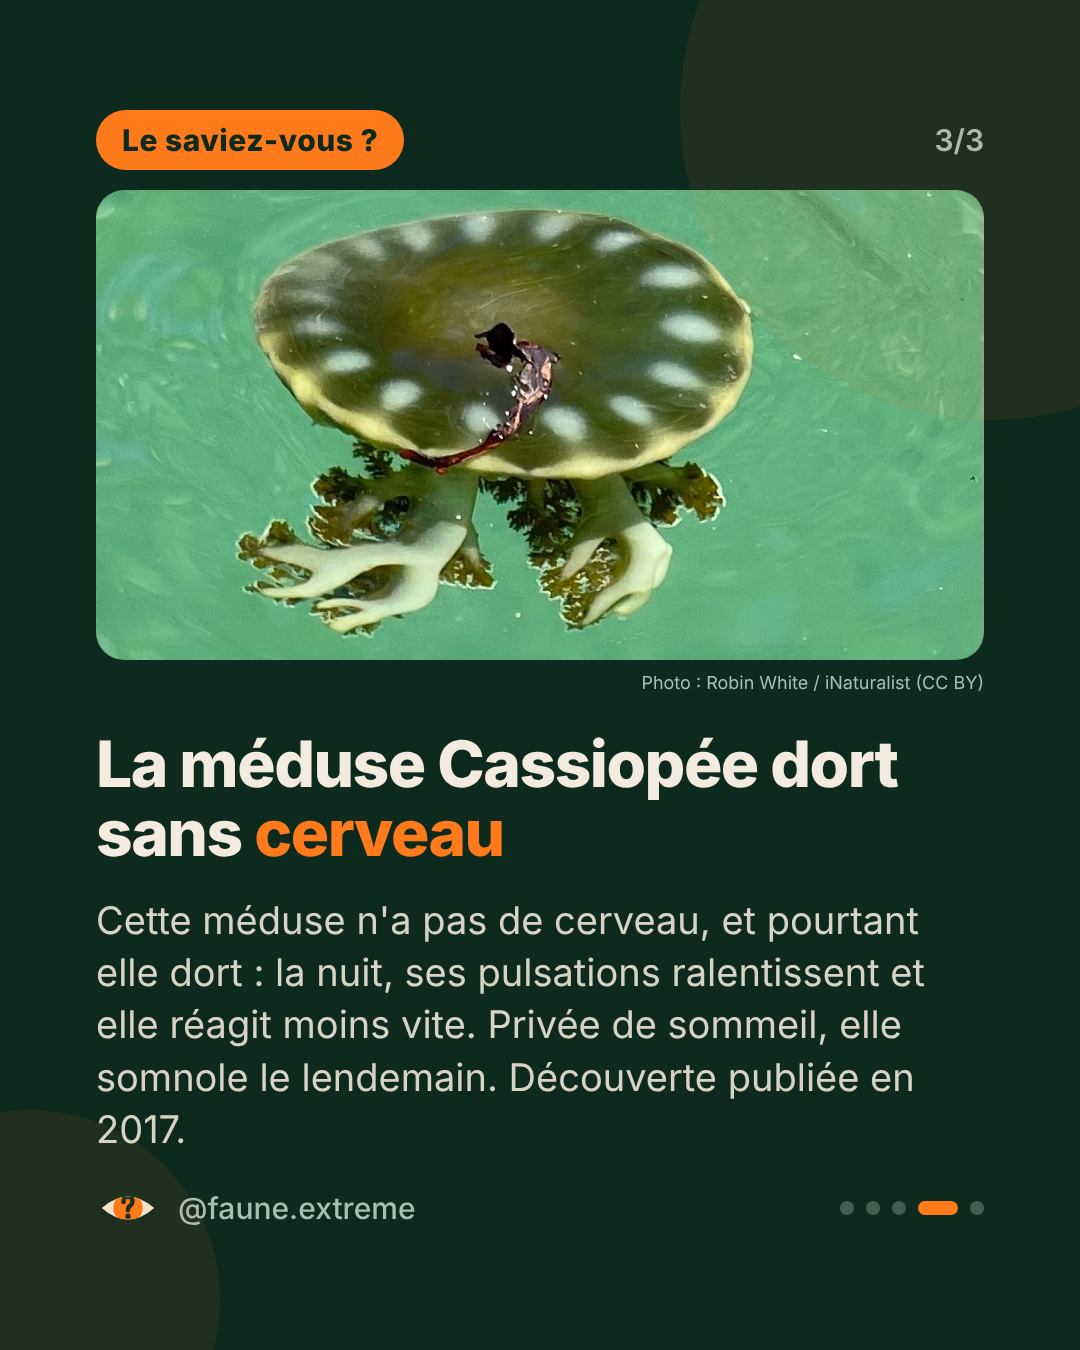 Le saviez-vous ?
3/3
Photo : Robin White / iNaturalist (CC BY)
La méduse Cassiopée dort
sans cerveau
Cette méduse n'a pas de cerveau, et pourtant
elle dort : la nuit, ses pulsations ralentissent et
elle réagit moins vite. Privée de sommeil, elle
somnole le lendemain. Découverte publiée en
2017.
?
@faune.extreme